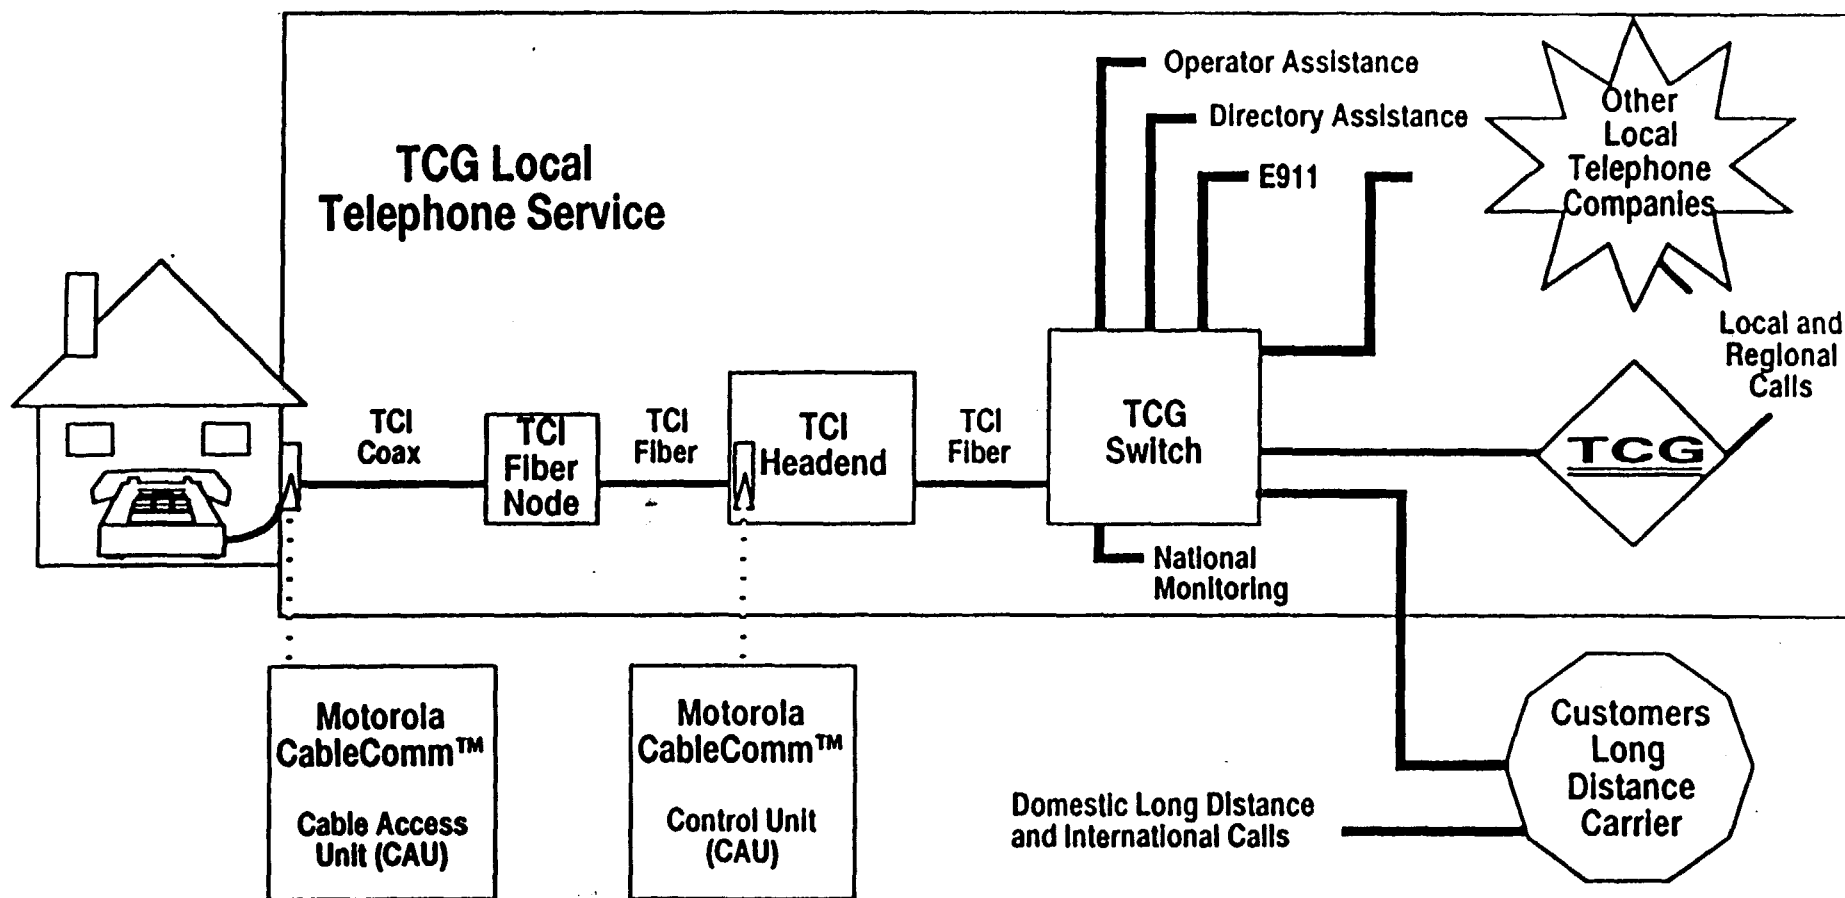 TCG Local
Telephone Service
Operator Assistance
Directory Assistance
E911
Other
Local
Telephone
Companies
Local and
Regional
Calls
TCI
Coax
TCI
Fiber
Node
TCI
Fiber
TCI
Headend
TCI
Fiber
TCG
Switch
TCG
National
Monitoring
Motorola
CableComm™
Cable Access
Unit (CAU)
Motorola
CableComm™
Control Unit
(CAU)
Domestic Long Distance
and International Calls
Customers
Long
Distance
Carrier